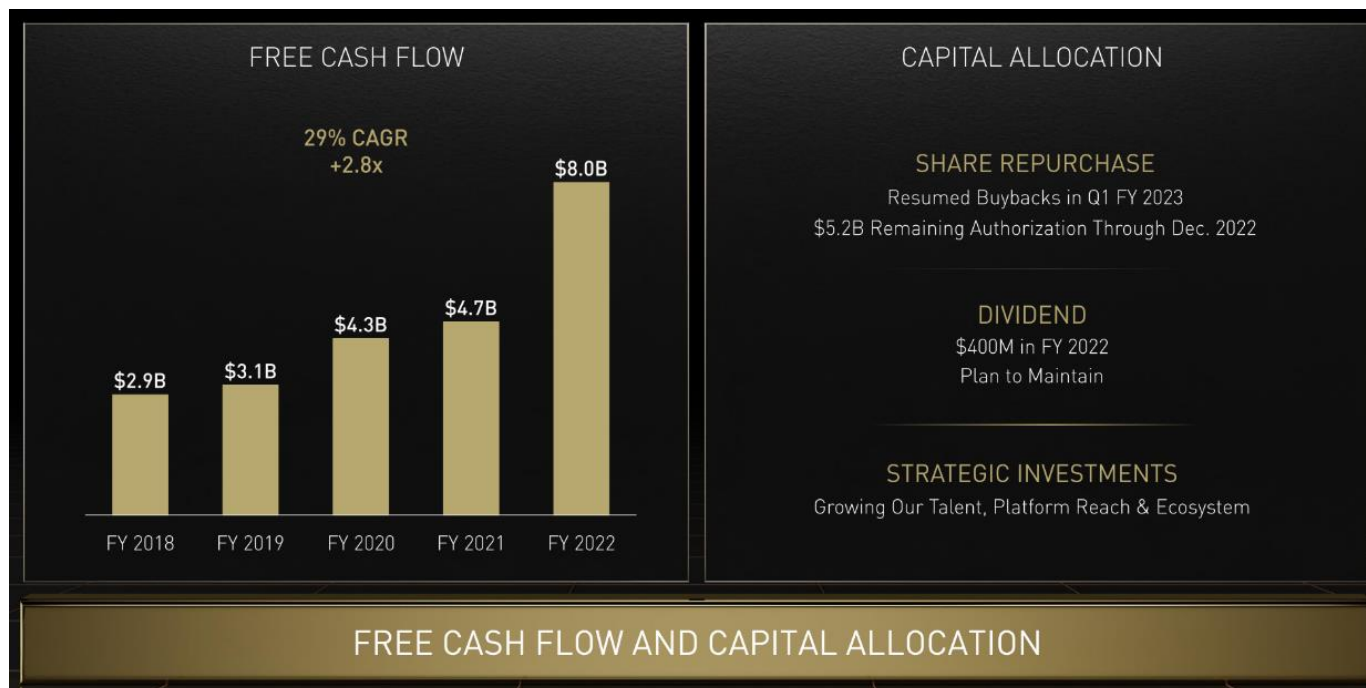 FREE CASH FLOW
29% CAGR
+2.8x
$2.9B
$3.1B
$4.3B
$4.7B
$8.0B
FY 2018
FY 2019
FY 2020
FY 2021
FY 2022
CAPITAL ALLOCATION
SHARE REPURCHASE
Resumed Buybacks in Q1 FY 2023
$5.2B Remaining Authorization Through Dec. 2022
DIVIDEND
$400M in FY 2022
Plan to Maintain
STRATEGIC INVESTMENTS
Growing Our Talent, Platform Reach & Ecosystem
FREE CASH FLOW AND CAPITAL ALLOCATION